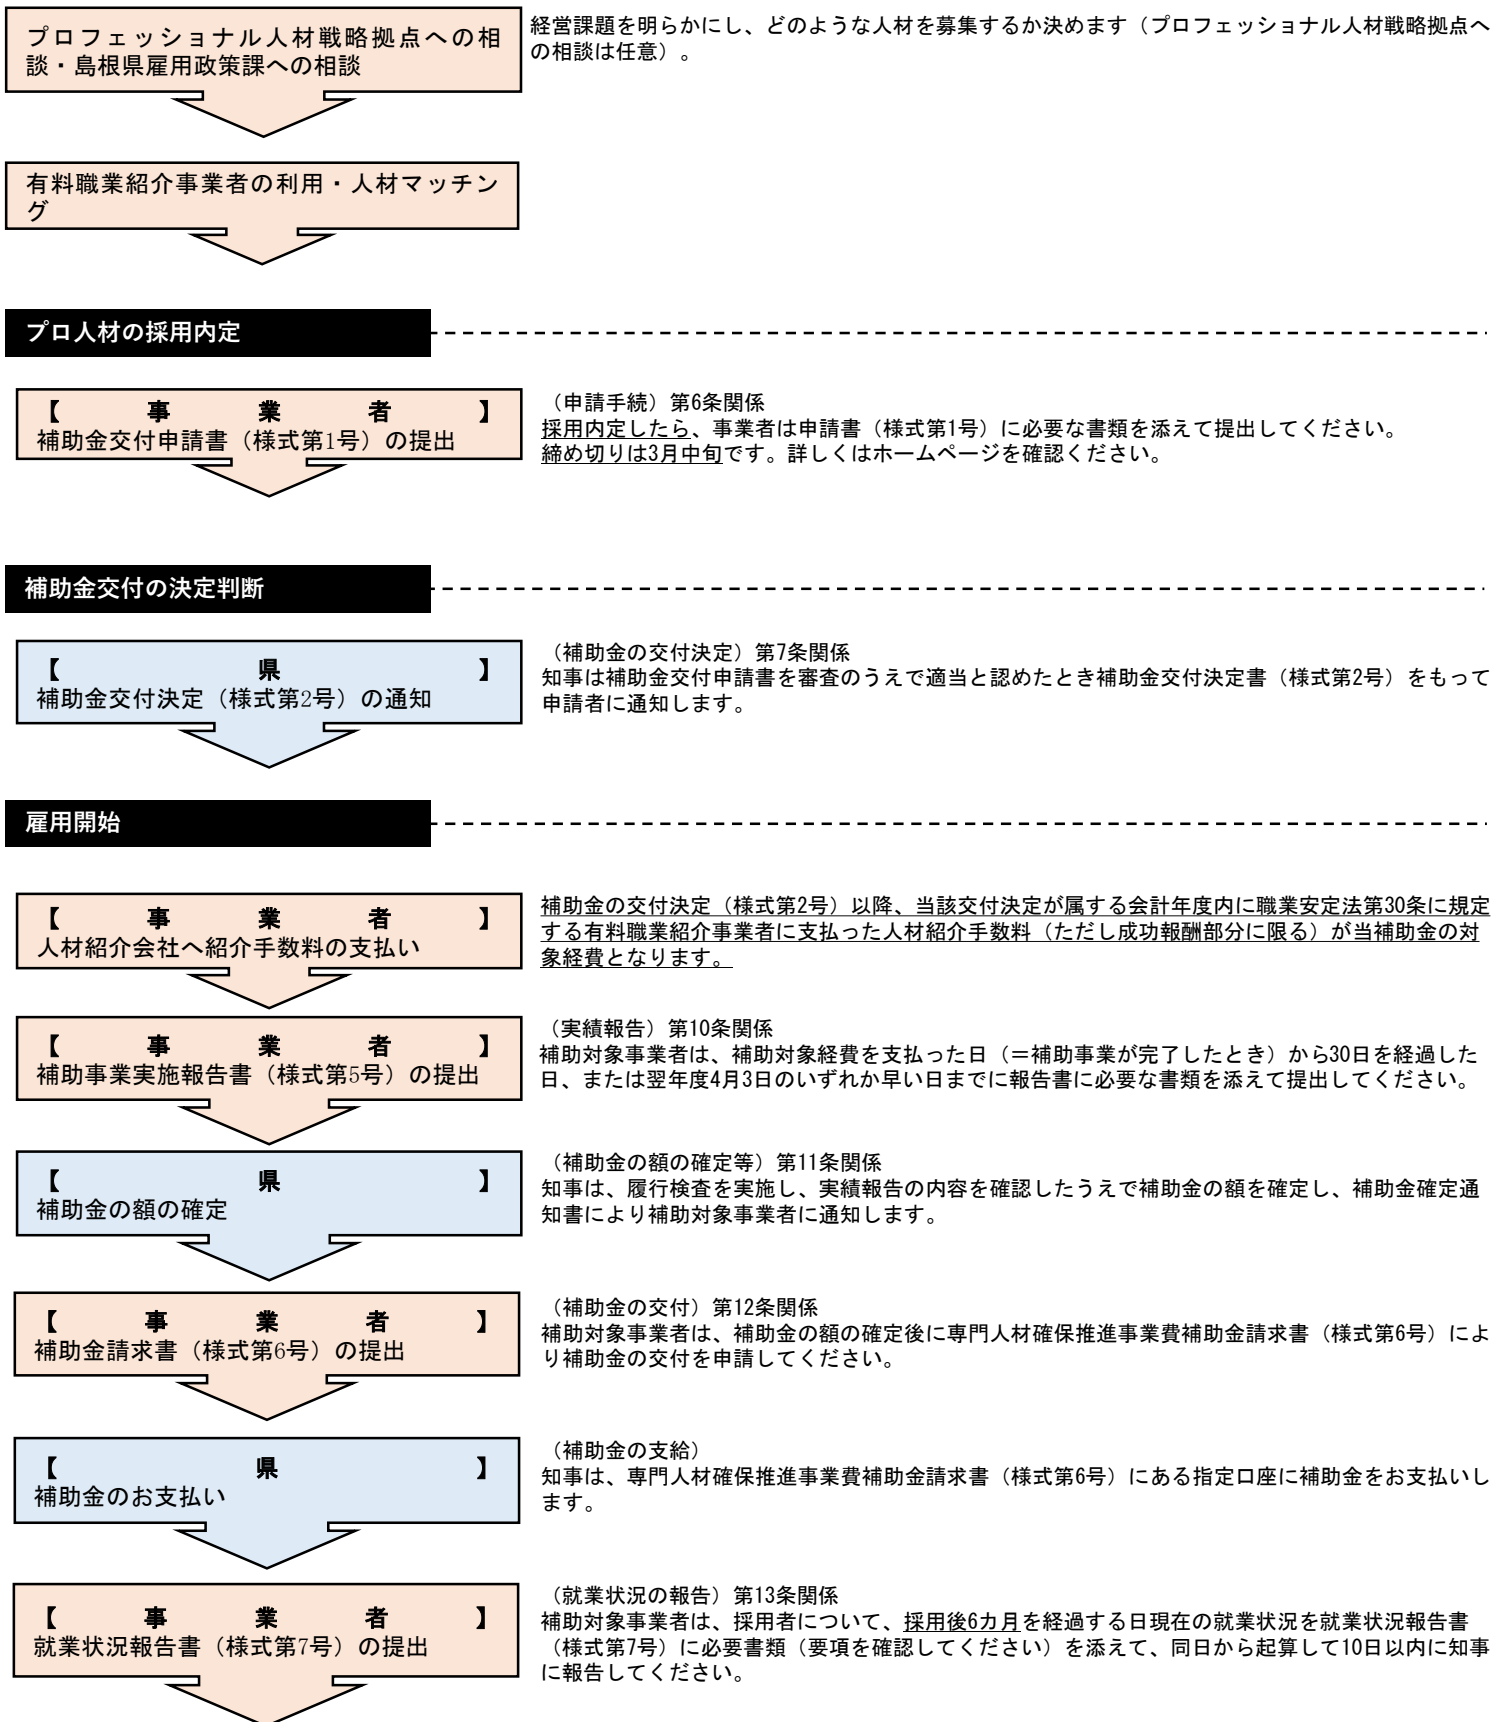 プロフェッショナル人材戦略拠点への相
談・島根県雇用政策課への相談
経営課題を明らかにし、どのような人材を募集するか決めます（プロフェッショナル人材戦略拠点へ
の相談は任意）。
有料職業紹介事業者の利用・人材マッチン
グ
プロ人材の採用内定
【　事　業　者　】
補助金交付申請書（様式第1号）の提出
（申請手続）第6条関係
採用内定したら、事業者は申請書（様式第1号）に必要な書類を添えて提出してください。
締め切りは3月中旬です。詳しくはホームページを確認ください。
補助金交付の決定判断
【　県　】
補助金交付決定（様式第2号）の通知
（補助金の交付決定）第7条関係
知事は補助金交付申請書を審査のうえで適当と認めたとき補助金交付決定書（様式第2号）をもって
申請者に通知します。
雇用開始
【　事　業　者　】
人材紹介会社へ紹介手数料の支払い
補助金の交付決定（様式第2号）以降、当該交付決定が属する会計年度内に職業安定法第30条に規定
する有料職業紹介事業者に支払った人材紹介手数料（ただし成功報酬部分に限る）が当補助金の対
象経費となります。
【　事　業　者　】
補助事業実施報告書（様式第5号）の提出
（実績報告）第10条関係
補助対象事業者は、補助対象経費を支払った日（＝補助事業が完了したとき）から30日を経過した
日、または翌年度4月3日のいずれか早い日までに報告書に必要な書類を添えて提出してください。
【　県　】
補助金の額の確定
（補助金の額の確定等）第11条関係
知事は、履行検査を実施し、実績報告の内容を確認したうえで補助金の額を確定し、補助金確定通
知書により補助対象事業者に通知します。
【　事　業　者　】
補助金請求書（様式第6号）の提出
（補助金の交付）第12条関係
補助対象事業者は、補助金の額の確定後に専門人材確保推進事業費補助金請求書（様式第6号）によ
り補助金の交付を申請してください。
【　県　】
補助金のお支払い
（補助金の支給）
知事は、専門人材確保推進事業費補助金請求書（様式第6号）にある指定口座に補助金をお支払いし
ます。
【　事　業　者　】
就業状況報告書（様式第7号）の提出
（就業状況の報告）第13条関係
補助対象事業者は、採用者について、採用後6カ月を経過する日現在の就業状況を就業状況報告書
（様式第7号）に必要書類（要項を確認してください）を添えて、同日から起算して10日以内に知事
に報告してください。